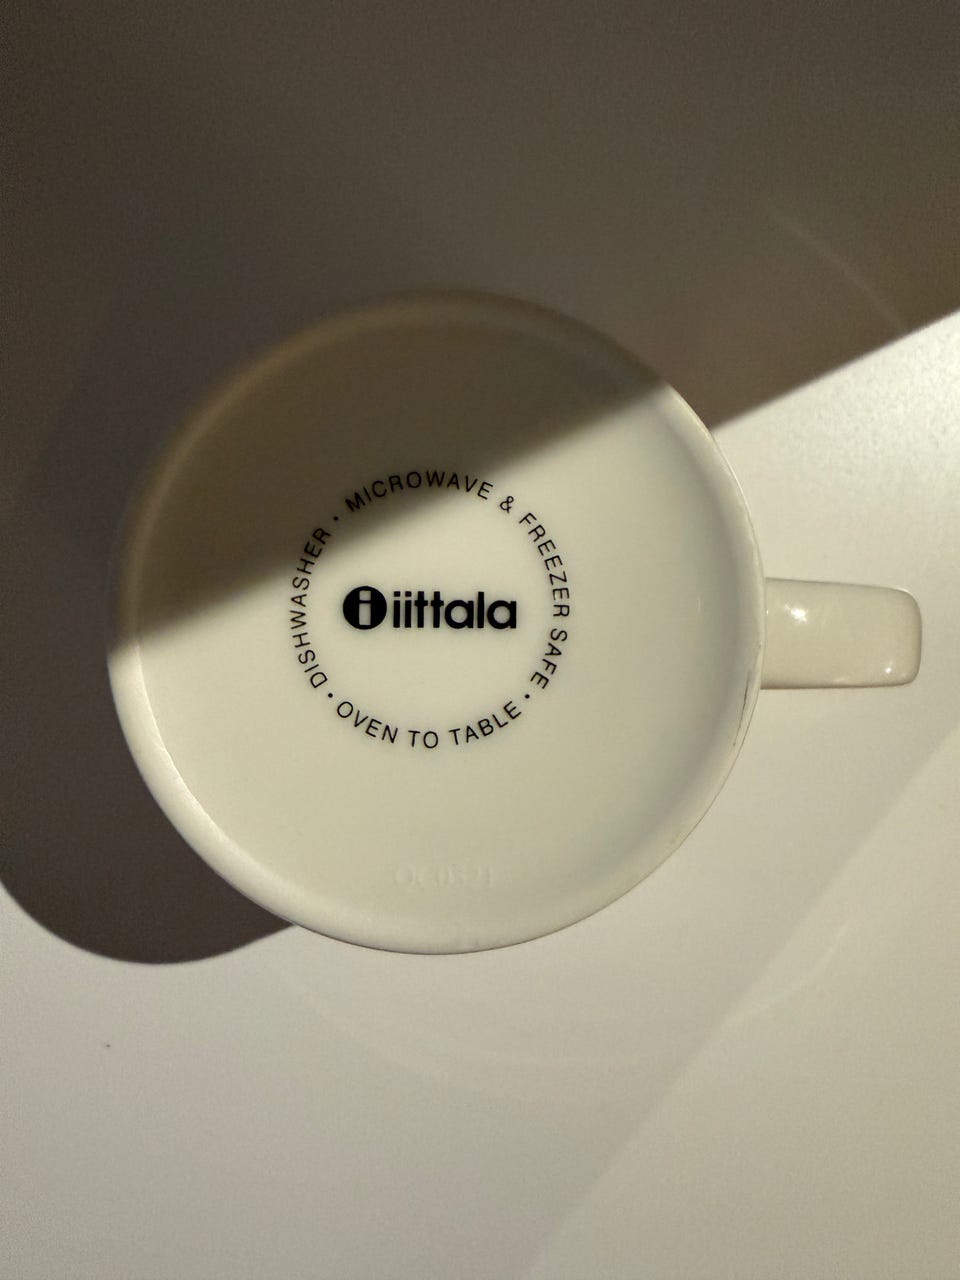 DISHWASHER • MICROWAVE & FREEZER SAFE • OVEN TO TABLE •
i iittala